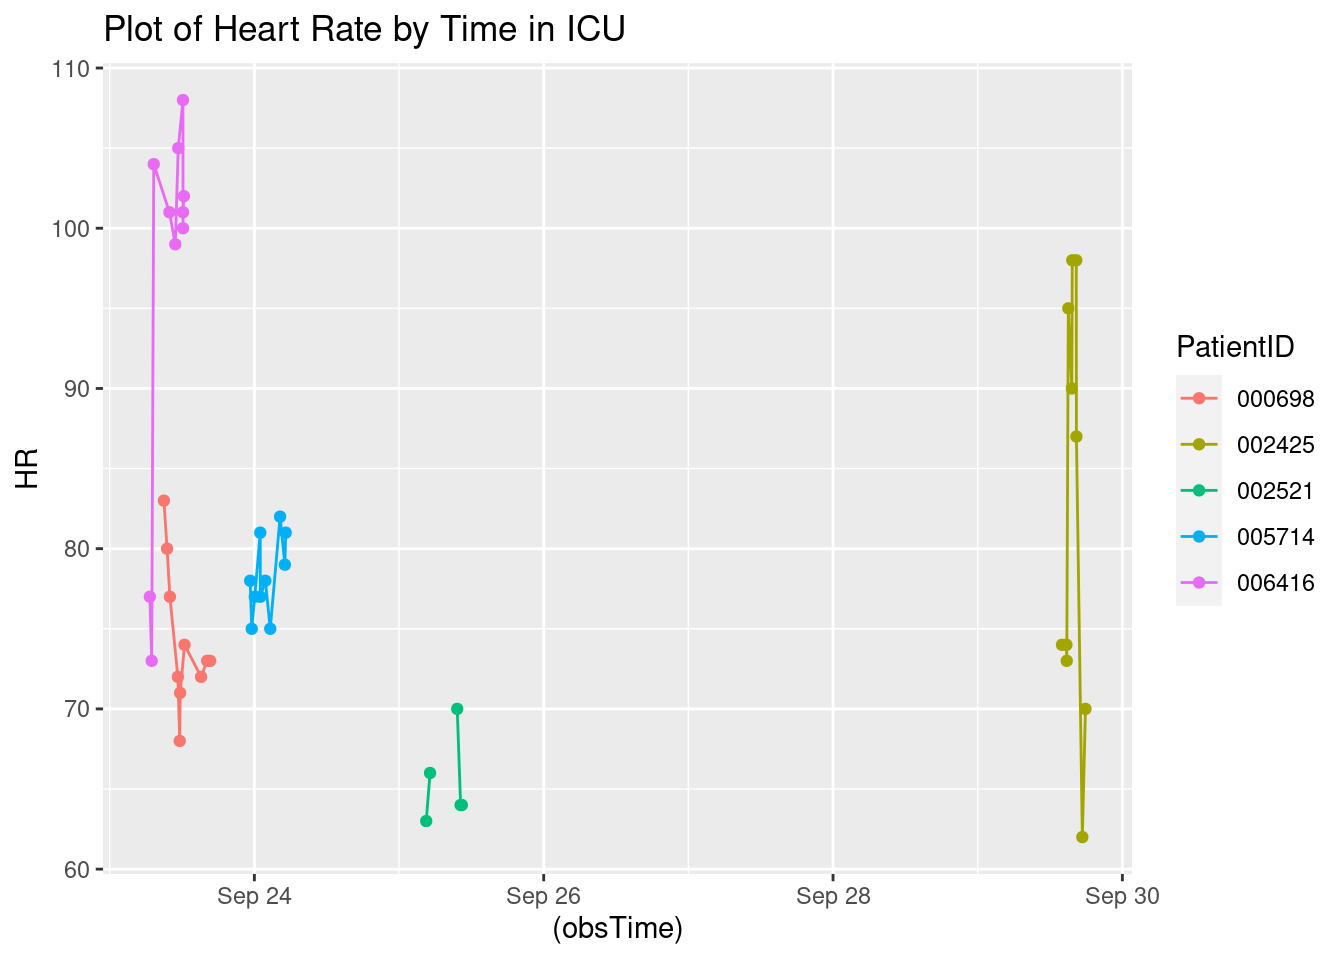 Plot of Heart Rate by Time in ICU
110
100
90
80
70
60
HR
Sep 24
Sep 26
Sep 28
Sep 30
(obsTime)
PatientID
000698
002425
002521
005714
006416